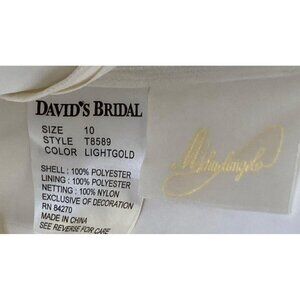 DAVID'S BRIDAL
SIZE 10
STYLE T8589
COLOR LIGHTGOLD
SHELL : 100% POLYESTER
LINING : 100% POLYESTER
NETTING : 100% NYLON
EXCLUSIVE OF DECORATION
RN 84270
MADE IN CHINA
SEE REVERSE FOR CARE
Michaelangelo